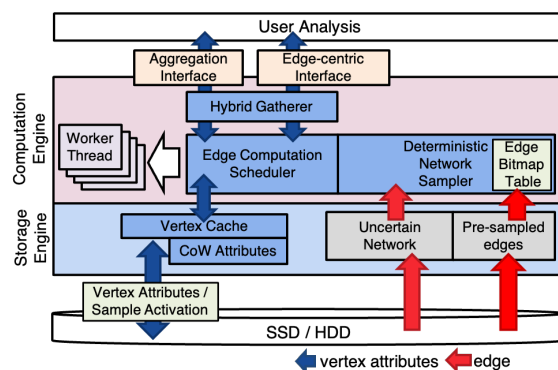 User Analysis
Aggregation
Interface
Edge-centric
Interface
Computation
Engine
Hybrid Gatherer
Worker
Thread
Edge Computation
Scheduler
Deterministic
Network
Sampler
Edge
Bitmap
Table
Storage
Engine
Vertex Cache
CoW Attributes
Uncertain
Network
Pre-sampled
edges
Vertex Attributes /
Sample Activation
SSD / HDD
vertex attributes
edge